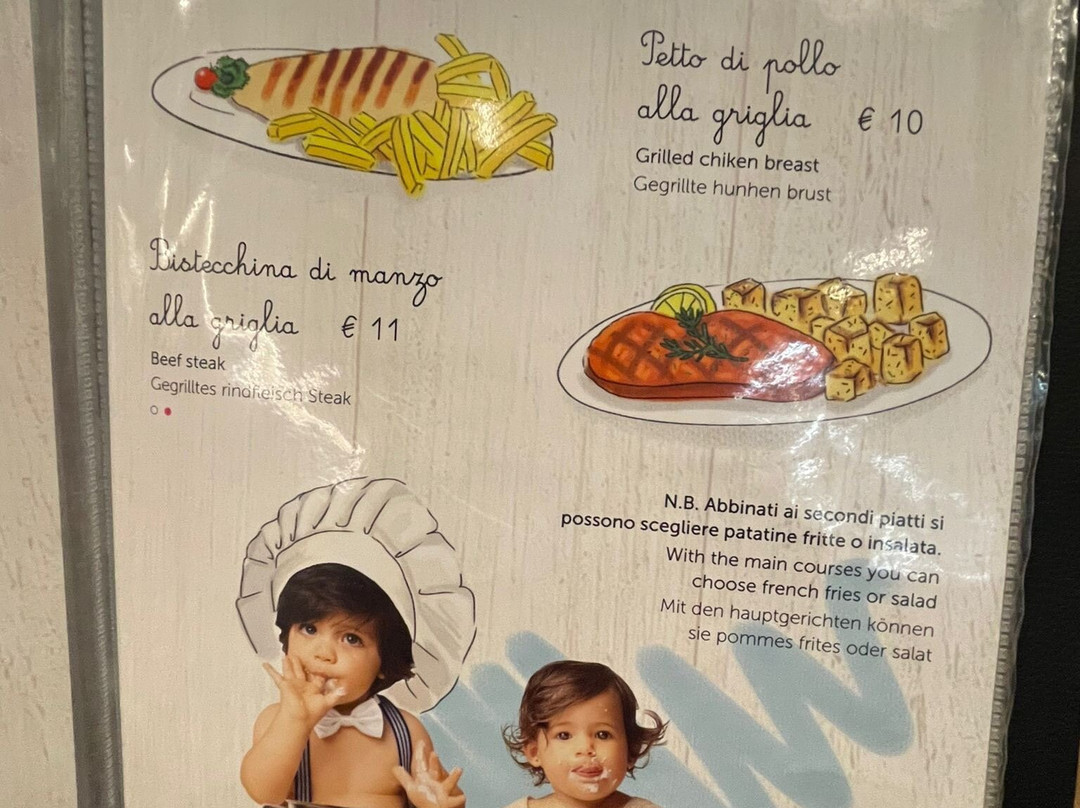 Petto di pollo
alla griglia € 10
Grilled chiken breast
Gegrillte hunhen brust
Bistecchina di manzo
alla griglia € 11
Beef steak
Gegrilltes rindfleisch Steak
N.B. Abbinati ai secondi piatti si
possono scegliere patatine fritte o insalata.
With the main courses you can
choose french fries or salad
Mit den hauptgerichten können
sie pommes frites oder salat